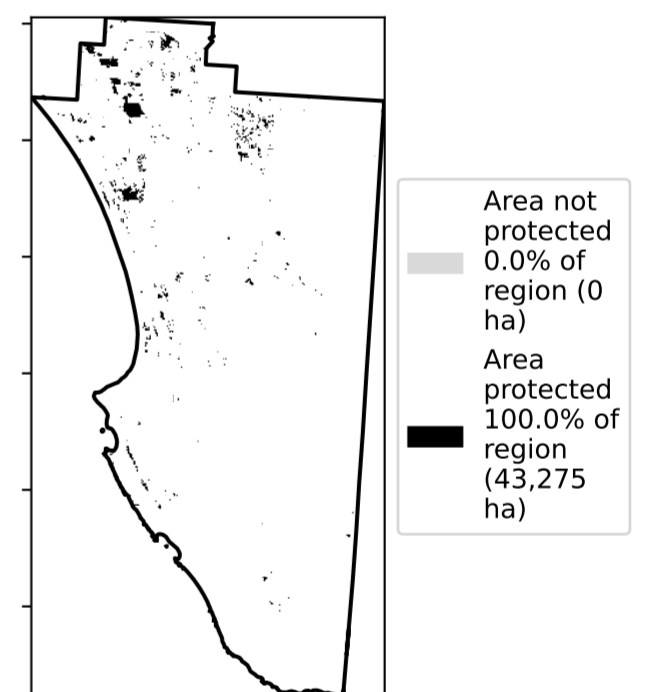 Area not
protected
0.0% of
region (0
ha)
Area
protected
100.0% of
region
(43,275
ha)